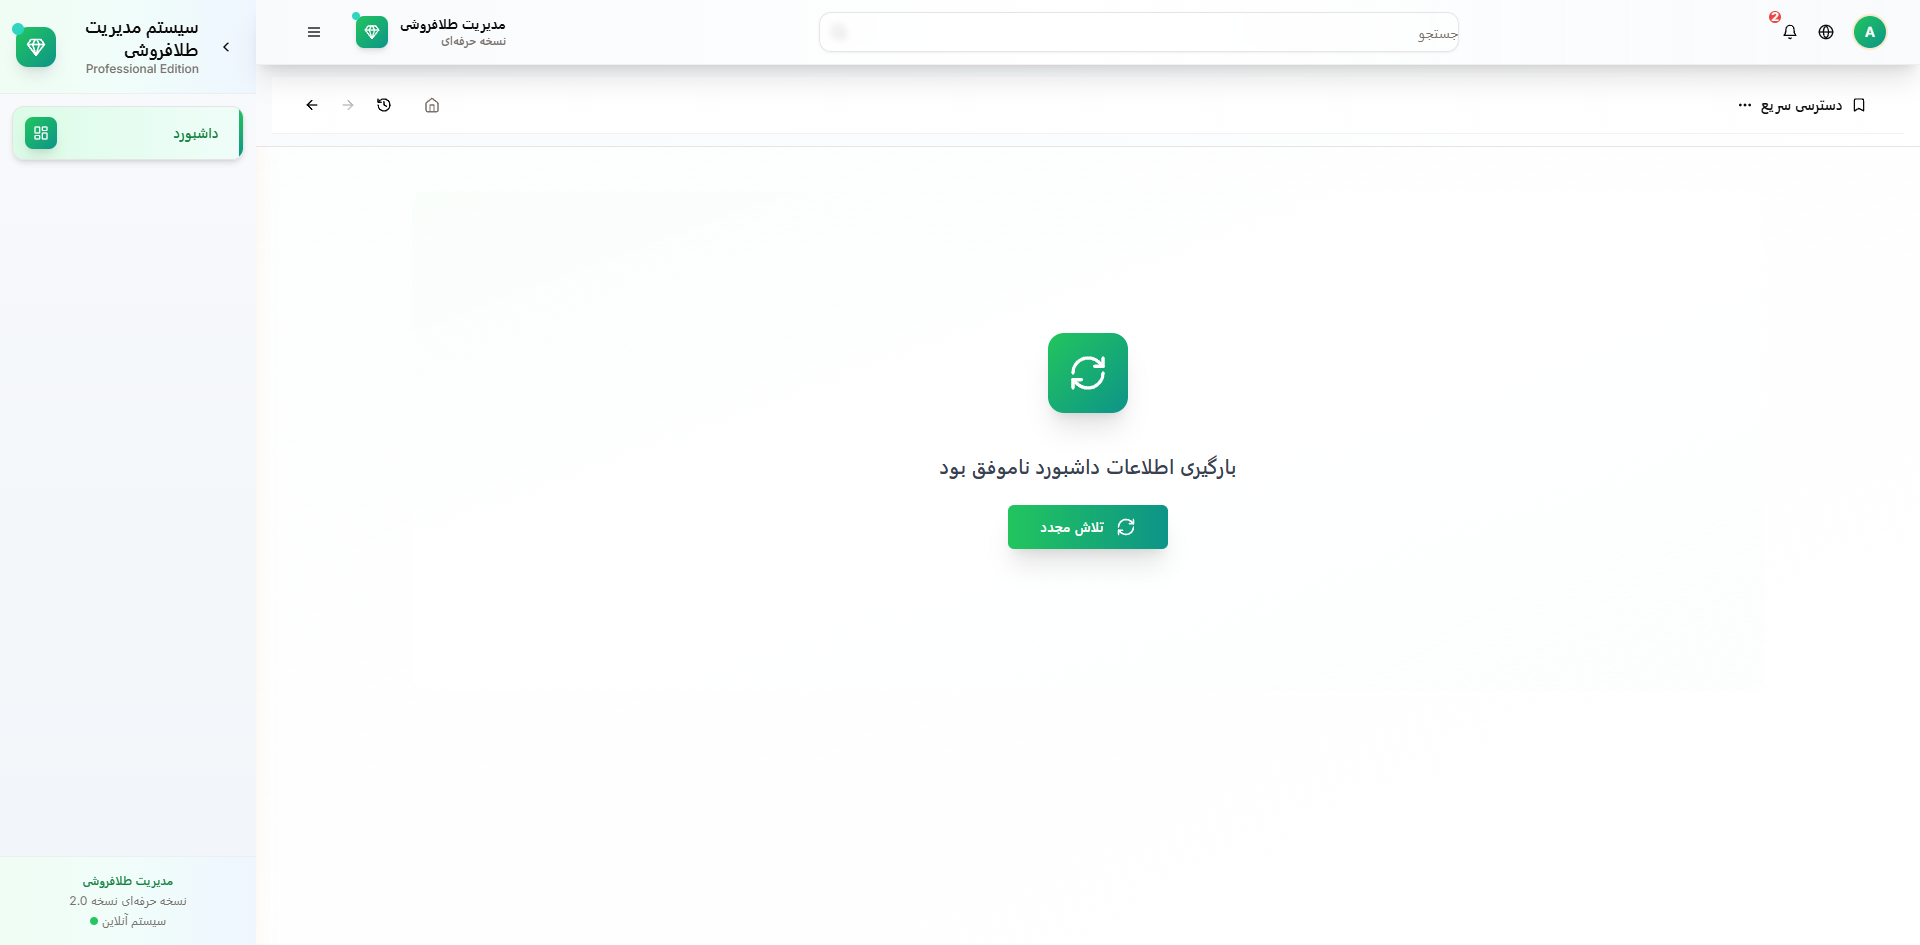 سیستم مدیریت
طلافروشی
Professional Edition
داشبورد
مدیریت طلافروشی
نسخه حرفه‌ای نسخه 2.0
سیستم آنلاین
مدیریت طلافروشی
نسخه حرفه‌ای
جستجو
2
A
دسترسی سریع
بارگیری اطلاعات داشبورد ناموفق بود
تلاش مجدد